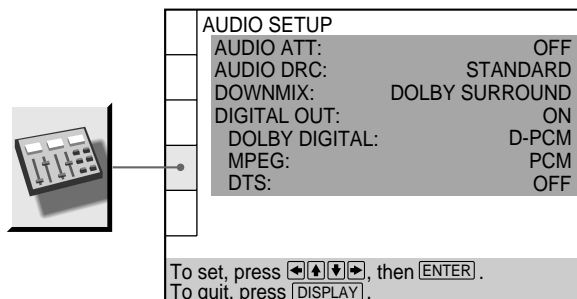 AUDIO SETUP
AUDIO ATT: OFF
AUDIO DRC: STANDARD
DOWNMIX: DOLBY SURROUND
DIGITAL OUT: ON
DOLBY DIGITAL: D-PCM
MPEG: PCM
DTS: OFF
To set, press ←↑↓→, then ENTER.
To quit, press DISPLAY.